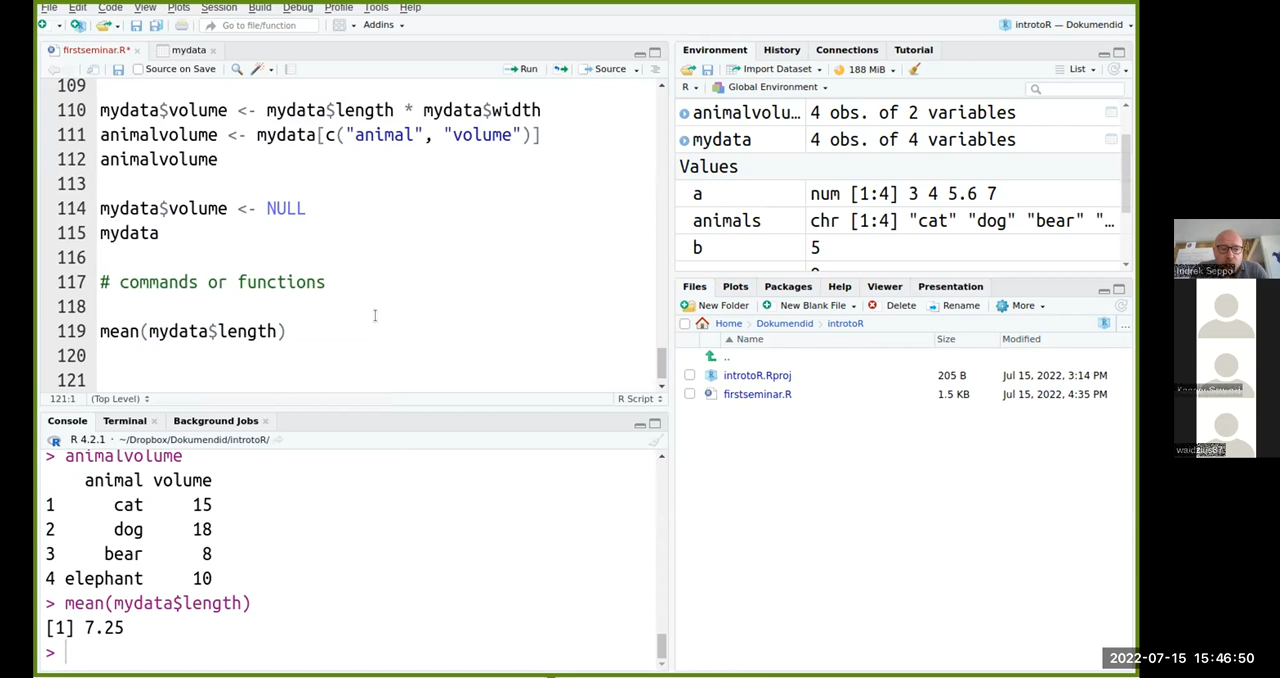 File Edit Code View Plots Session Build Debug Profile Tools Help
Go to file/function Addins introtoR — Dokumendid
firstseminar.R* mydata
Source on Save Run Source
109
110 mydata$volume <- mydata$length * mydata$width
111 animalvolume <- mydata[c("animal", "volume")]
112 animalvolume
113
114 mydata$volume <- NULL
115 mydata
116
117 # commands or functions
118
119 mean(mydata$length)
120
121
121:1 (Top Level) R Script
Console Terminal Background Jobs
R 4.2.1 · ~/Dropbox/Dokumendid/introtoR/
> animalvolume
animal volume
1 cat 15
2 dog 18
3 bear 8
4 elephant 10
> mean(mydata$length)
[1] 7.25
>
Environment History Connections Tutorial
Import Dataset 188 MiB List
R Global Environment
animalvolu… 4 obs. of 2 variables
mydata 4 obs. of 4 variables
Values
a num [1:4] 3 4 5.6 7
animals chr [1:4] "cat" "dog" "bear" "…
b 5
Files Plots Packages Help Viewer Presentation
New Folder New Blank File Delete Rename More
Home Dokumendid introtoR
Name Size Modified
..
introtoR.Rproj 205 B Jul 15, 2022, 3:14 PM
firstseminar.R 1.5 KB Jul 15, 2022, 4:35 PM
Indrek Seppo
2022-07-15 15:46:50